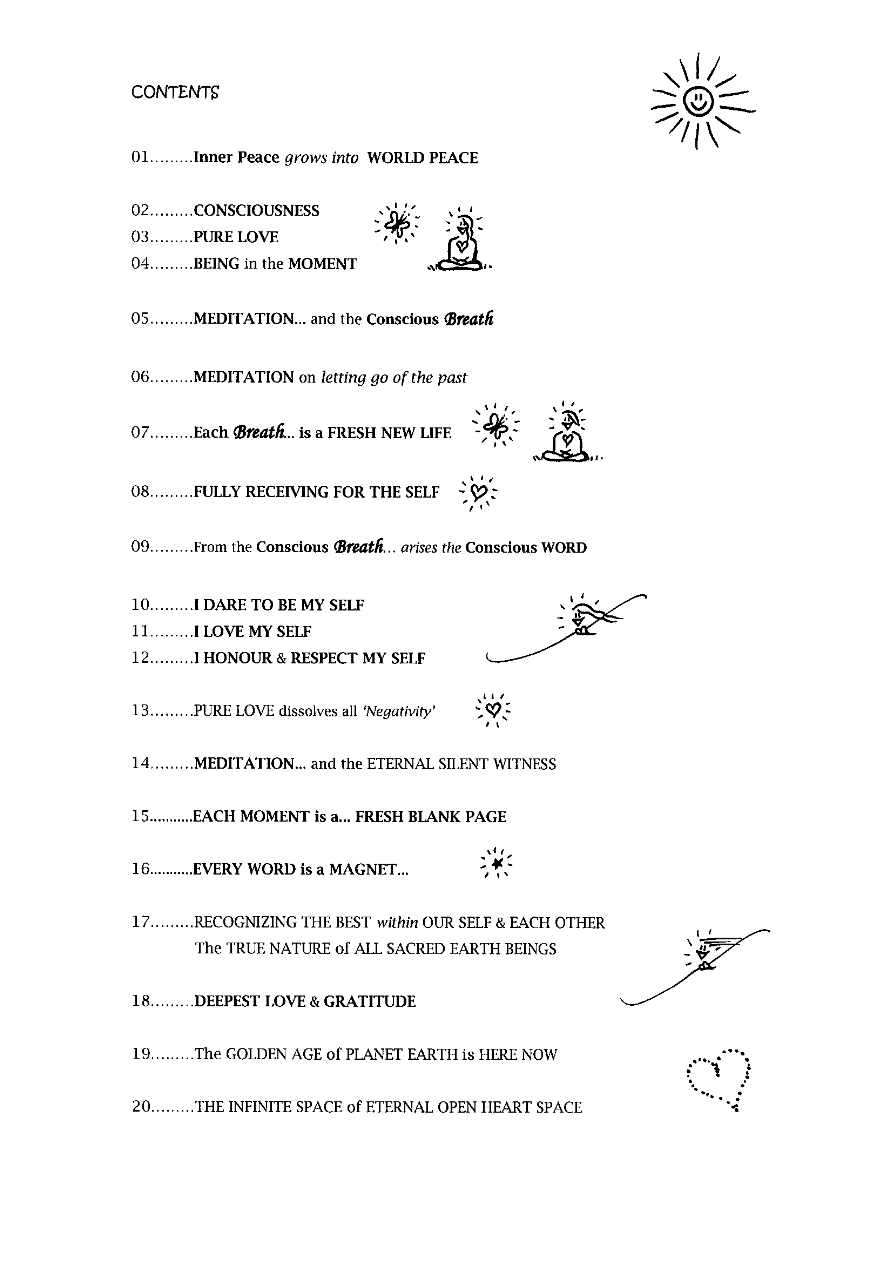 CONTENTS
01.........Inner Peace grows into WORLD PEACE
02.........CONSCIOUSNESS
03.........PURE LOVE
04.........BEING in the MOMENT
05.........MEDITATION... and the Conscious Breath
06.........MEDITATION on letting go of the past
07.........Each Breath... is a FRESH NEW LIFE
08.........FULLY RECEIVING FOR THE SELF
09.........From the Conscious Breath... arises the Conscious WORD
10.........I DARE TO BE MY SELF
11.........I LOVE MY SELF
12.........I HONOUR & RESPECT MY SELF
13.........PURE LOVE dissolves all 'Negativity'
14.........MEDITATION... and the ETERNAL SILENT WITNESS
15...........EACH MOMENT is a... FRESH BLANK PAGE
16...........EVERY WORD is a MAGNET...
17.........RECOGNIZING THE BEST within OUR SELF & EACH OTHER
The TRUE NATURE of ALL SACRED EARTH BEINGS
18.........DEEPEST LOVE & GRATITUDE
19.........The GOLDEN AGE of PLANET EARTH is HERE NOW
20.........THE INFINITE SPACE of ETERNAL OPEN HEART SPACE